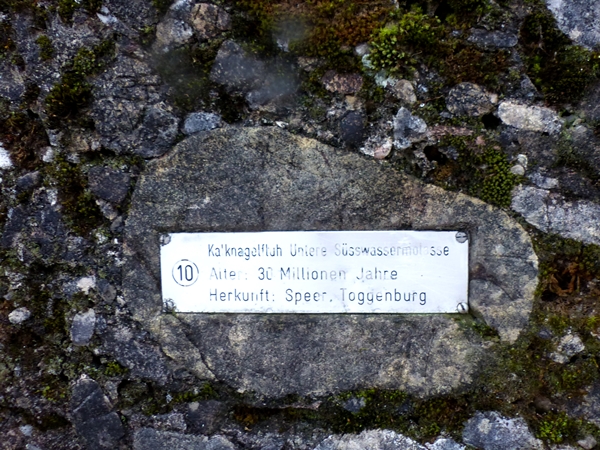 Kalknagelfluh Untere Süsswassermolasse
10
Alter: 30 Millionen Jahre
Herkunft: Speer, Toggenburg